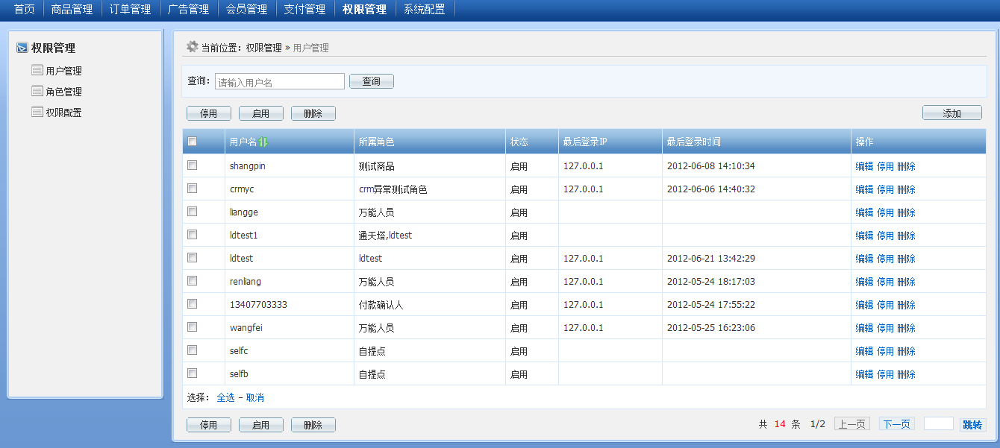 首页 商品管理 订单管理 广告管理 会员管理 支付管理 权限管理 系统配置
权限管理
用户管理
角色管理
权限配置
当前位置：权限管理 » 用户管理
查询： 请输入用户名 查询
停用 启用 删除 添加
用户名 所属角色 状态 最后登录IP 最后登录时间 操作
shangpin 测试商品 启用 127.0.0.1 2012-06-08 14:10:34 编辑 停用 删除
crmyc crm异常测试角色 启用 127.0.0.1 2012-06-06 14:40:32 编辑 停用 删除
liangge 万能人员 启用 编辑 停用 删除
ldtest1 通天塔,ldtest 启用 编辑 停用 删除
ldtest ldtest 启用 127.0.0.1 2012-06-21 13:42:29 编辑 停用 删除
renliang 万能人员 启用 127.0.0.1 2012-05-24 18:17:03 编辑 停用 删除
13407703333 付款确认人 启用 127.0.0.1 2012-05-24 17:55:22 编辑 停用 删除
wangfei 万能人员 启用 127.0.0.1 2012-05-25 16:23:06 编辑 停用 删除
selfc 自提点 启用 编辑 停用 删除
selfb 自提点 启用 编辑 停用 删除
选择： 全选 - 取消
停用 启用 删除 共 14 条 1/2 上一页 下一页 跳转